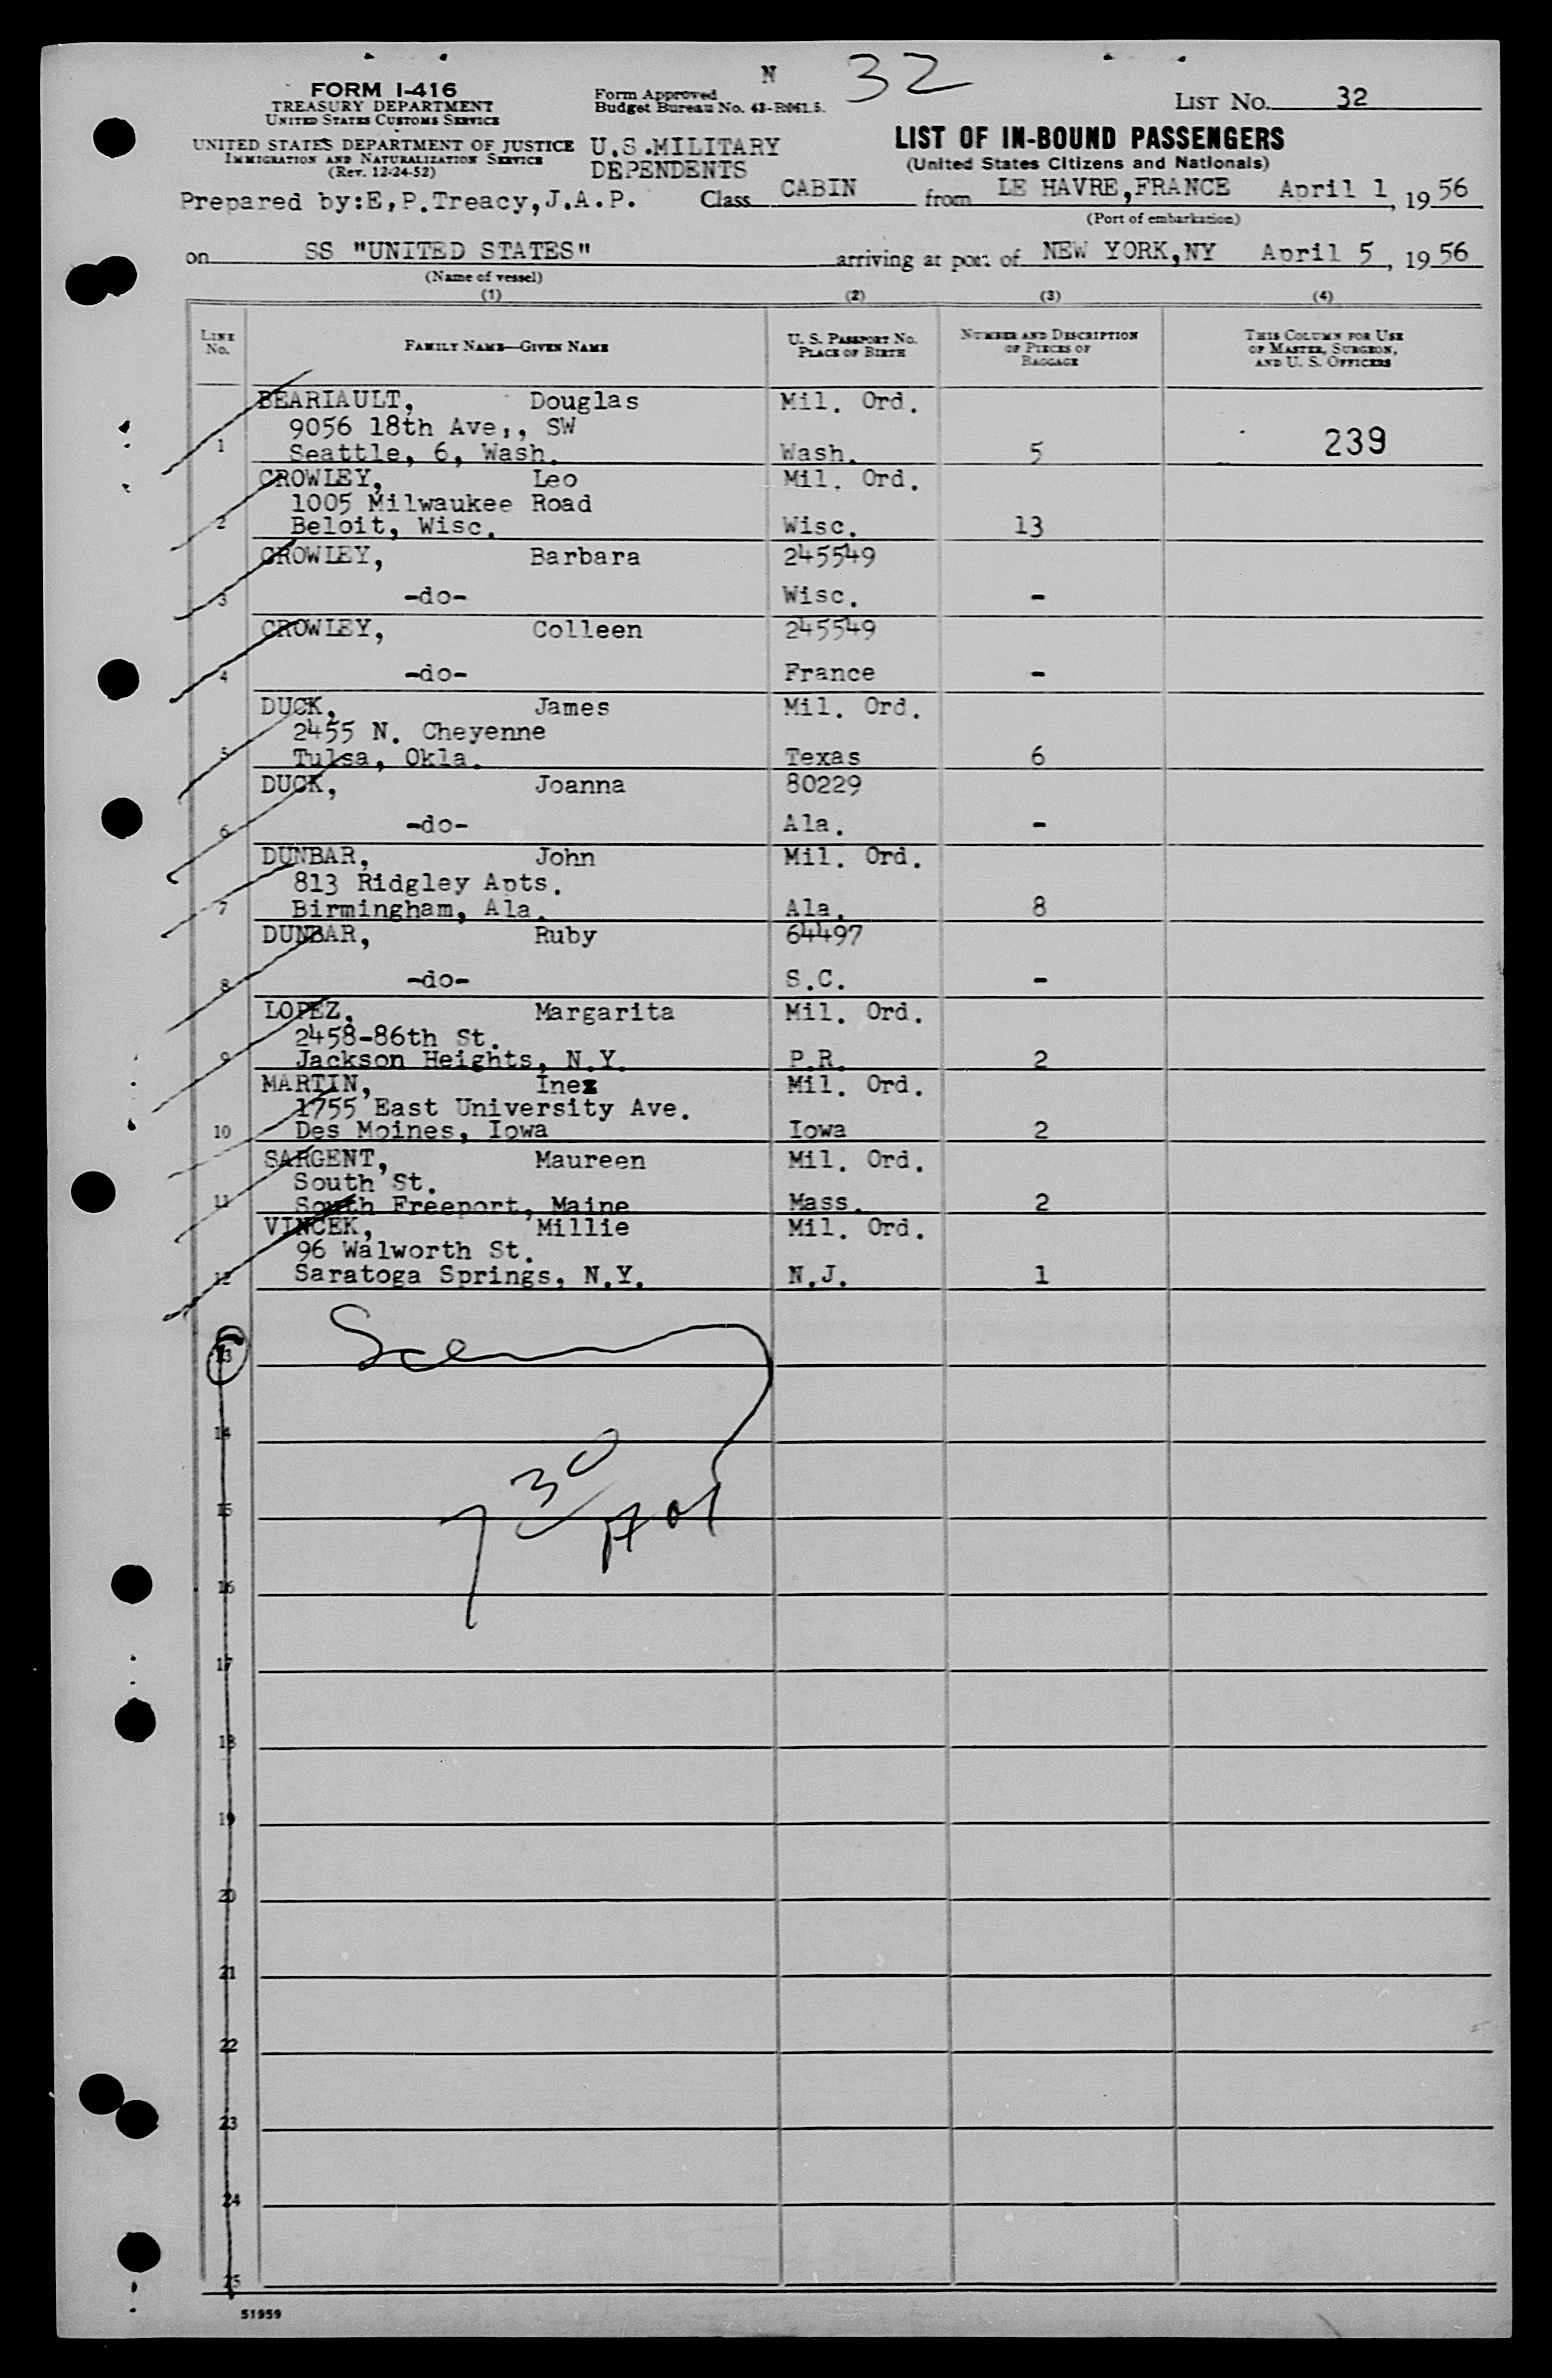 N
32
FORM I-416
TREASURY DEPARTMENT
UNITED STATES CUSTOMS SERVICE
UNITED STATES DEPARTMENT OF JUSTICE
IMMIGRATION AND NATURALIZATION SERVICE
(Rev. 12-24-52)
Form Approved
Budget Bureau No. 43-R061.5.
U.S.MILITARY
DEPENDENTS
LIST NO. 32
LIST OF IN-BOUND PASSENGERS
(United States Citizens and Nationals)
Prepared by:E.P.Treacy,J.A.P. Class CABIN from LE HAVRE,FRANCE April 1, 1956
(Port of embarkation)
on SS "UNITED STATES" arriving at port of NEW YORK,NY April 5, 1956
(Name of vessel)
(1) (2) (3) (4)
LINE NO. FAMILY NAME—GIVEN NAME U. S. PASSPORT NO. PLACE OF BIRTH NUMBER AND DESCRIPTION OF PIECES OF BAGGAGE THIS COLUMN FOR USE OF MASTER, SURGEON, AND U. S. OFFICERS
BEARIAULT, Douglas Mil. Ord.
9056 18th Ave,, SW
1 Seattle, 6, Wash. Wash. 5 239
CROWLEY, Leo Mil. Ord.
1005 Milwaukee Road
2 Beloit, Wisc. Wisc. 13
CROWLEY, Barbara 245549
3 -do- Wisc. -
CROWLEY, Colleen 245549
4 -do- France -
DUCK, James Mil. Ord.
2455 N. Cheyenne
5 Tulsa, Okla. Texas 6
DUCK, Joanna 80229
6 -do- Ala. -
DUNBAR, John Mil. Ord.
813 Ridgley Apts.
7 Birmingham, Ala. Ala. 8
DUNBAR, Ruby 64497
8 -do- S.C. -
LOPEZ, Margarita Mil. Ord.
2458-86th St.
9 Jackson Heights, N.Y. P.R. 2
MARTIN, Inez Mil. Ord.
1755 East University Ave.
10 Des Moines, Iowa Iowa 2
SARGENT, Maureen Mil. Ord.
South St.
11 South Freeport, Maine Mass. 2
VINCEK, Millie Mil. Ord.
96 Walworth St.
12 Saratoga Springs, N.Y. N.J. 1
13
14
7 30
15
16
17
18
19
20
21
22
23
24
25
51959